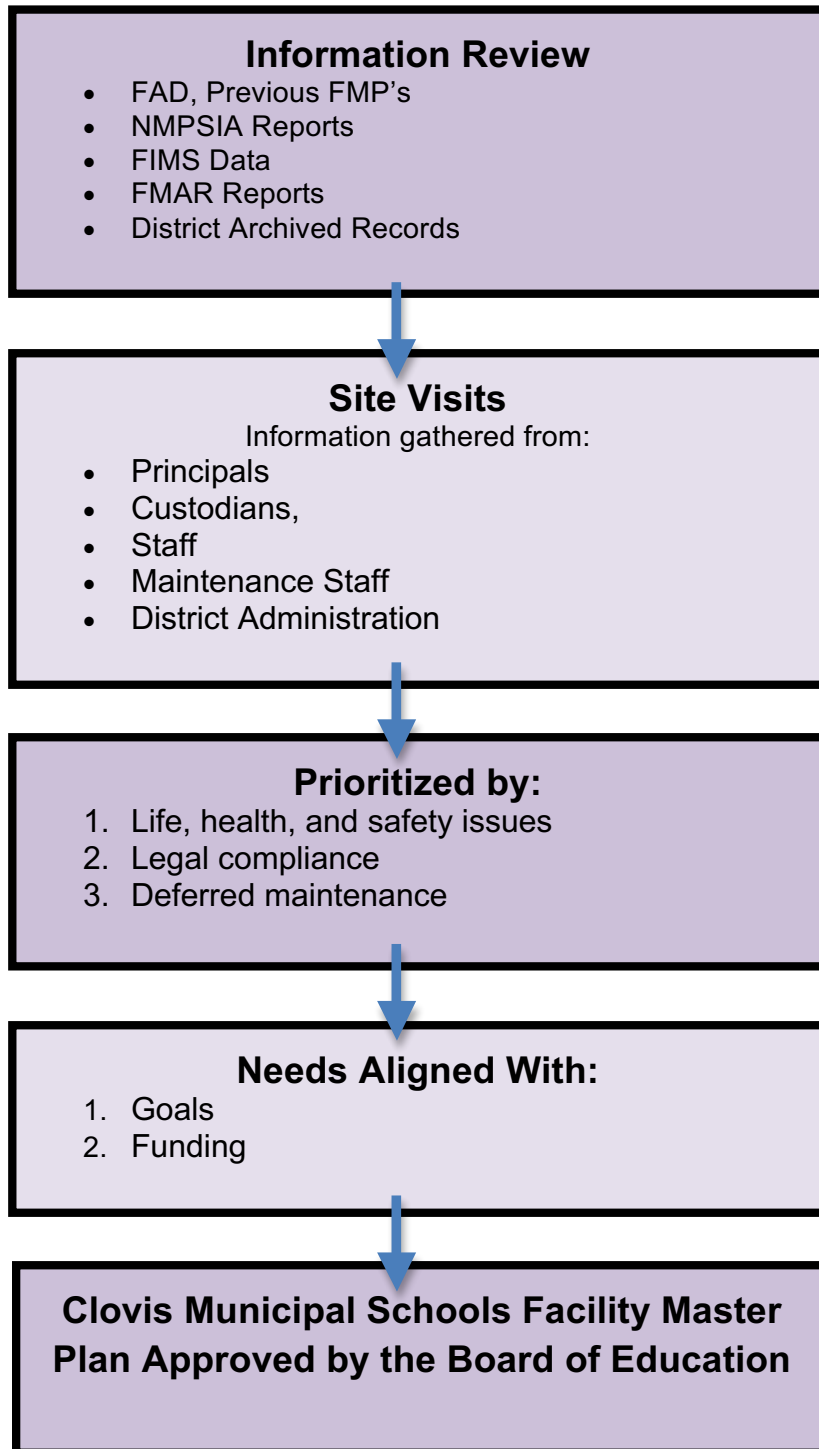 Information Review
• FAD, Previous FMP’s
• NMPSIA Reports
• FIMS Data
• FMAR Reports
• District Archived Records
Site Visits
Information gathered from:
• Principals
• Custodians,
• Staff
• Maintenance Staff
• District Administration
Prioritized by:
1. Life, health, and safety issues
2. Legal compliance
3. Deferred maintenance
Needs Aligned With:
1. Goals
2. Funding
Clovis Municipal Schools Facility Master
Plan Approved by the Board of Education